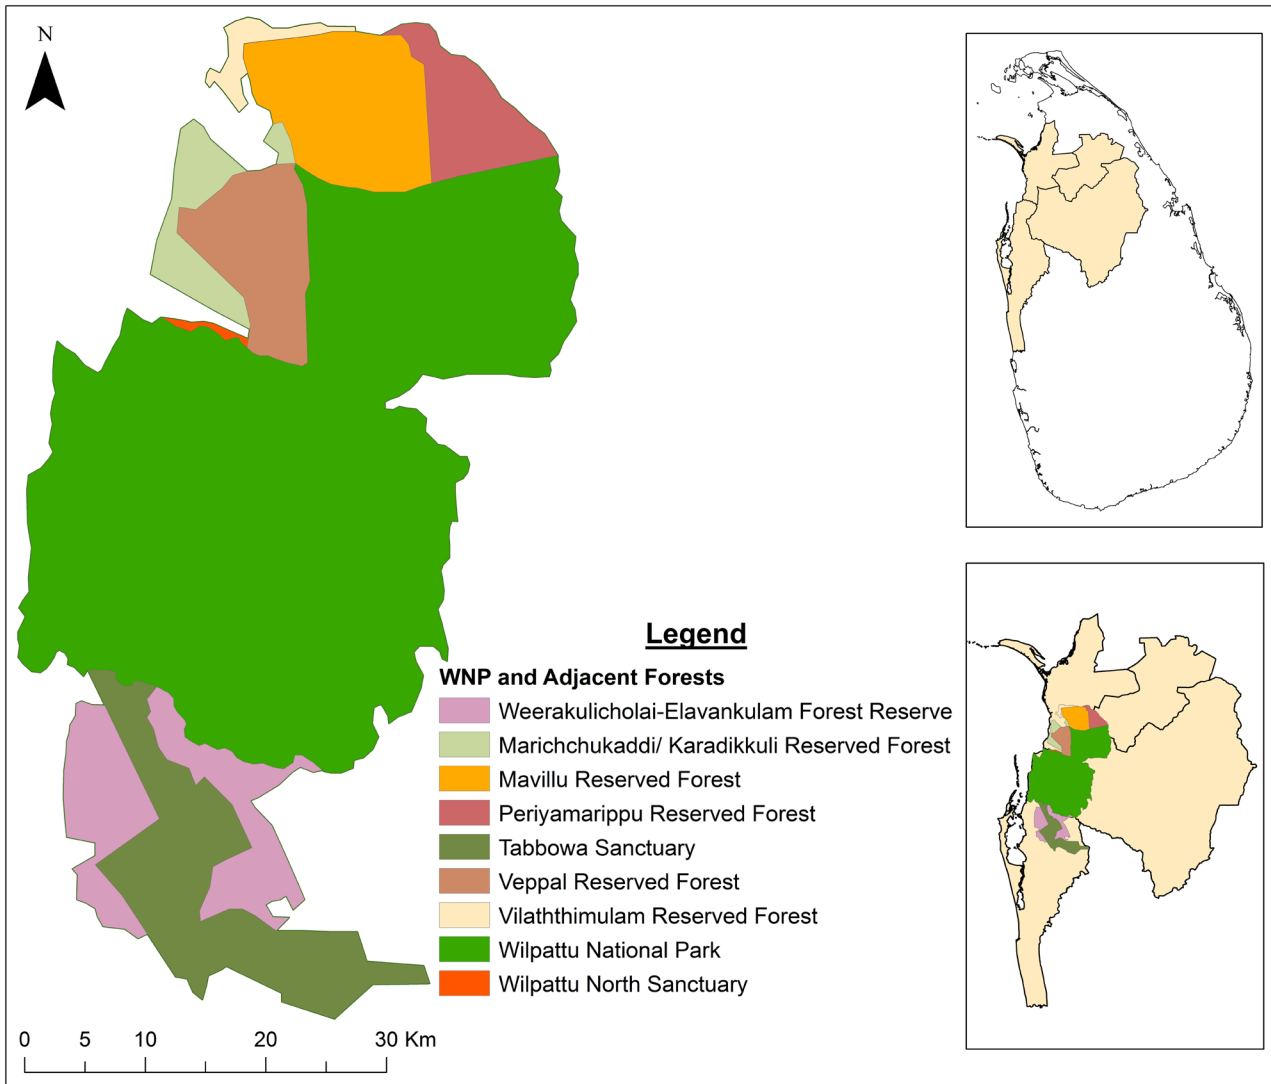 N
Legend
WNP and Adjacent Forests
Weerakulicholai-Elavankulam Forest Reserve
Marichchukaddi/ Karadikkuli Reserved Forest
Mavillu Reserved Forest
Periyamarippu Reserved Forest
Tabbowa Sanctuary
Veppal Reserved Forest
Vilaththimulam Reserved Forest
Wilpattu National Park
Wilpattu North Sanctuary
0 5 10 20 30 Km